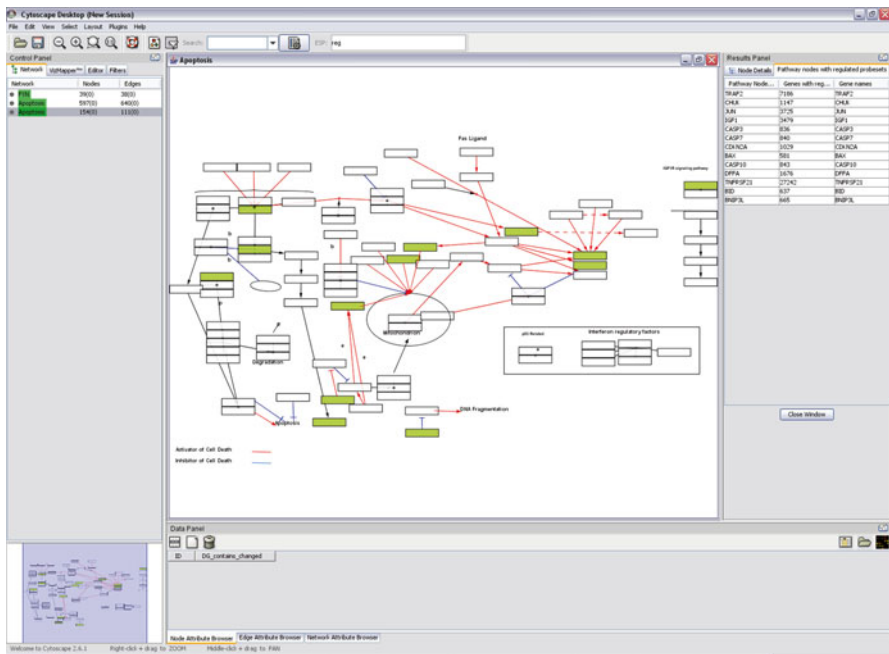 Cytoscape Desktop (New Session)
File Edit View Select Layout Plugins Help
Search: ESP: reg
Control Panel
Network VizMapper™ Editor Filters
Network Nodes Edges
PIN 39(0) 38(0)
Apoptosis 597(0) 640(0)
Apoptosis 154(0) 111(0)
Apoptosis
Fas Ligand
b
b
b
Mitochondrion
Degradation
Apoptosis
DNA Fragmentation
Interferon regulatory factors
Activator of Cell Death
Inhibitor of Cell Death
Results Panel
Node Details Pathway nodes with regulated probesets
Pathway Node... Genes with reg... Gene names
TRAF2 7186 TRAF2
CHUK 1147 CHUK
JUN 3725 JUN
IGF1 3479 IGF1
CASP3 836 CASP3
CASP7 840 CASP7
CDKN2A 1029 CDKN2A
BAX 581 BAX
CASP10 843 CASP10
DFFA 1676 DFFA
TNFRSF21 27242 TNFRSF21
BID 637 BID
BNIP3L 665 BNIP3L
Close Window
Data Panel
ID DG_contains_changed
Node Attribute Browser Edge Attribute Browser Network Attribute Browser
Welcome to Cytoscape 2.6.1 Right-click + drag to ZOOM Middle-click + drag to PAN